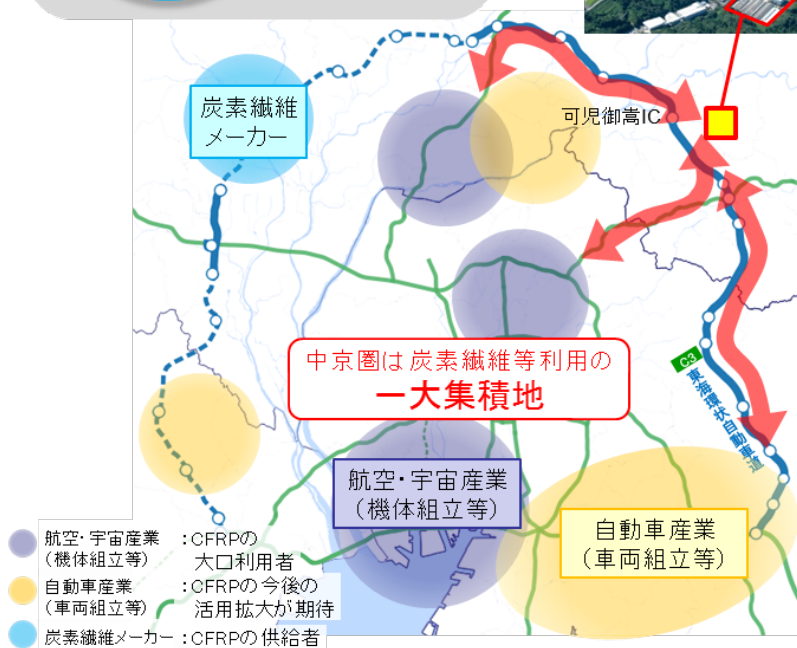 炭素繊維
メーカー
可児御嵩IC
中京圏は炭素繊維等利用の
一大集積地
C3
東海環状自動車道
航空・宇宙産業
（機体組立等）
自動車産業
（車両組立等）
航空・宇宙産業 ：CFRPの
（機体組立等） 大口利用者
自動車産業 ：CFRPの今後の
（車両組立等） 活用拡大が期待
炭素繊維メーカー：CFRPの供給者